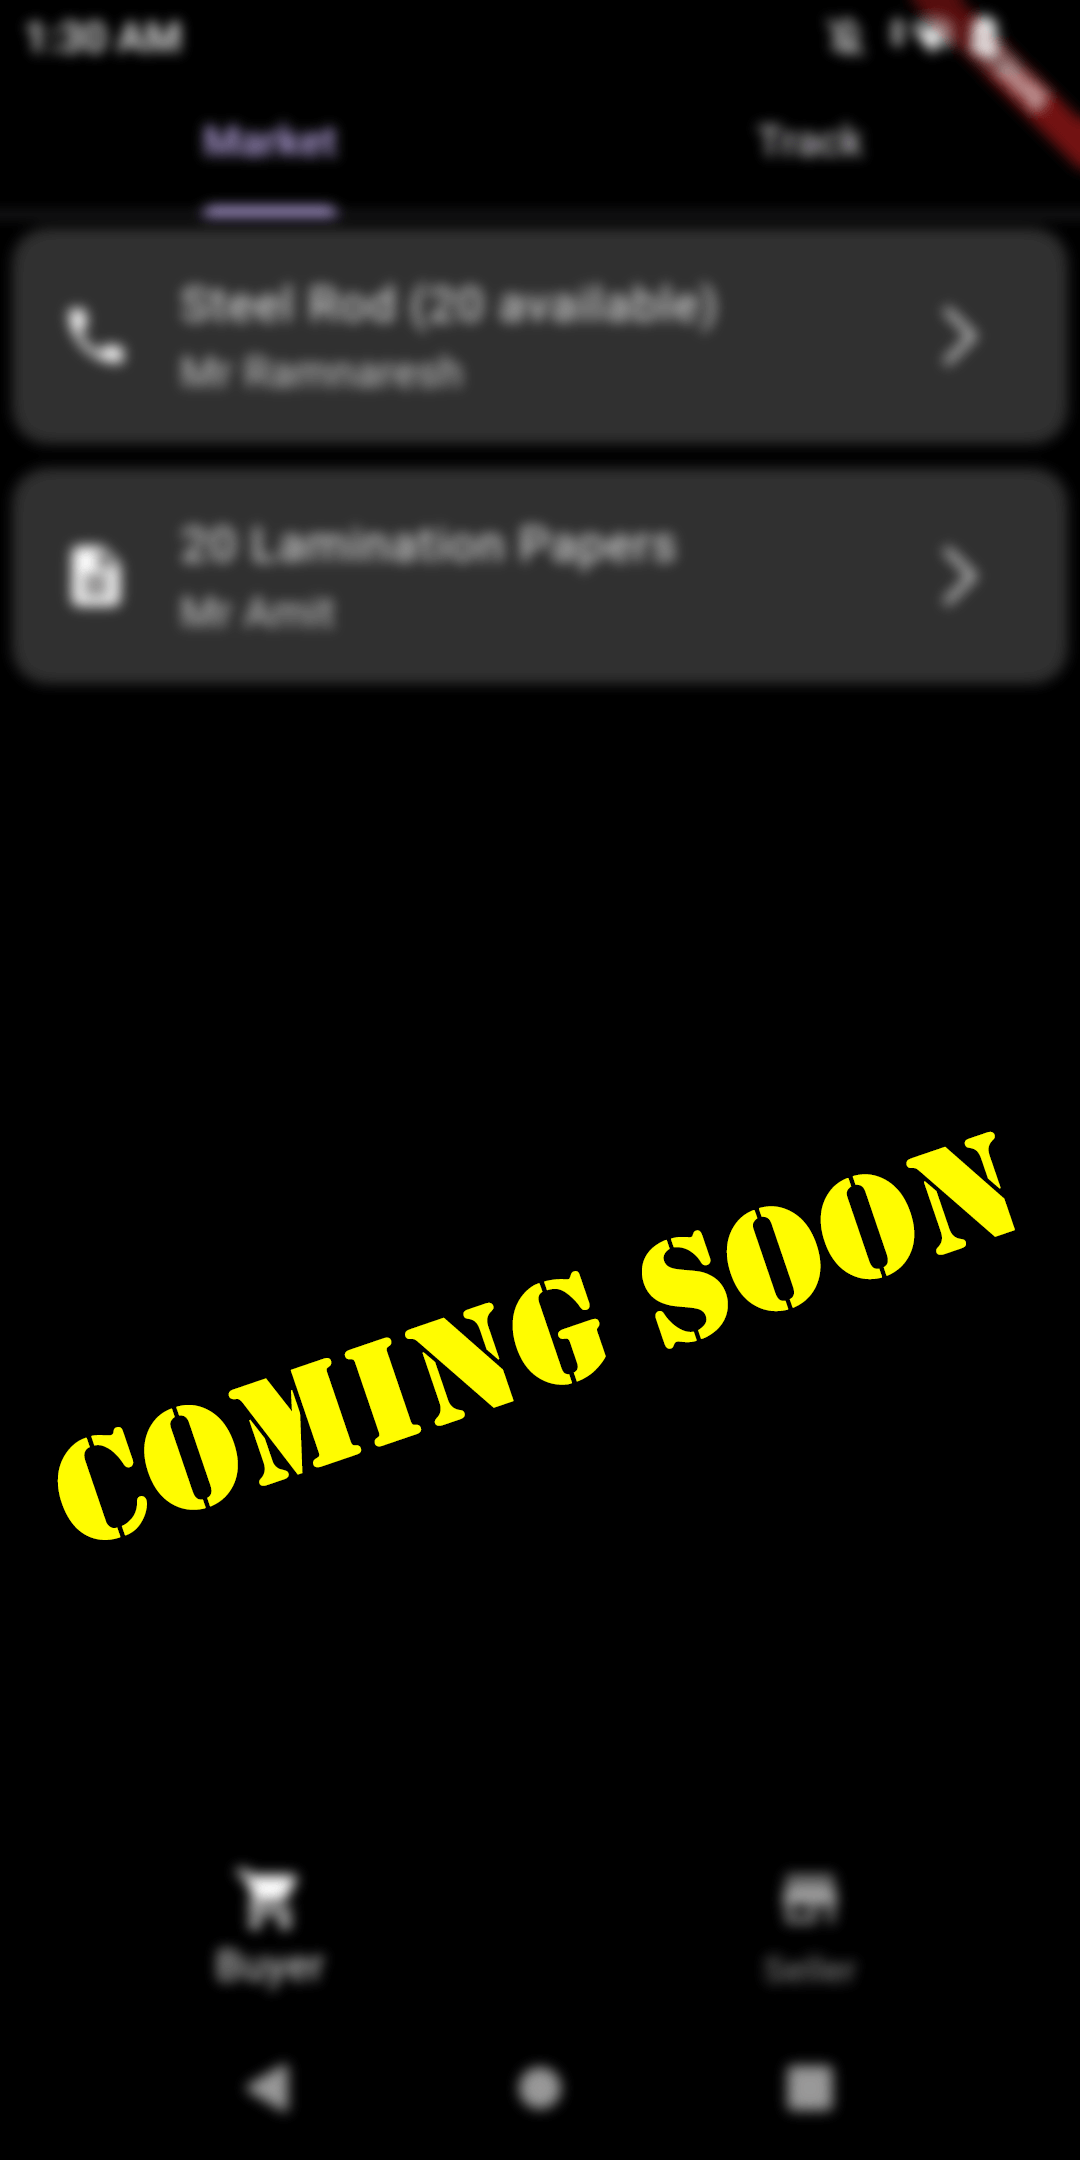 1:30 AM
Market
Track
Steel Rod (20 available)
Mr Ramnaresh
20 Lamination Papers
Mr Amit
COMING SOON
Buyer
Seller